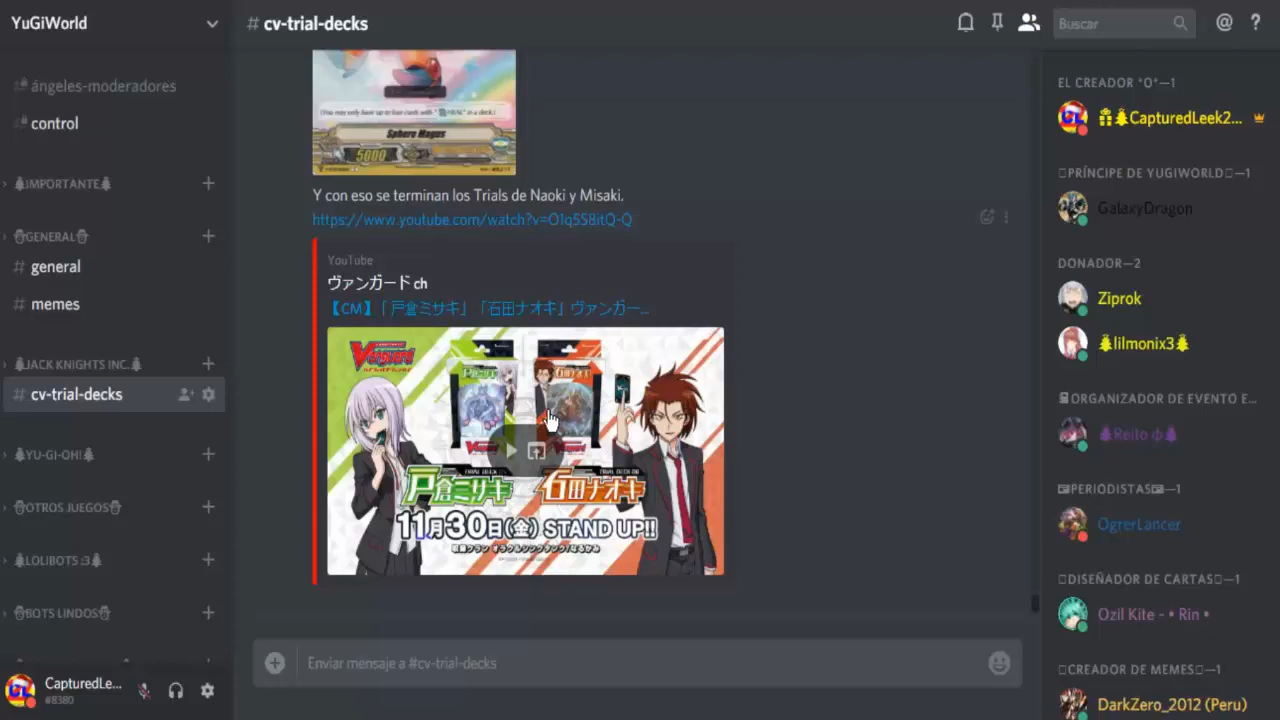 YuGiWorld
ángeles-moderadores
control
IMPORTANTE
GENERAL
# general
# memes
JACK KNIGHTS INC.
# cv-trial-decks
YU-GI-OH!
OTROS JUEGOS
LOLIBOTS :3
BOTS LINDOS
CapturedLe...
#8380
# cv-trial-decks
Buscar
Sphere Magus
5000
Y con eso se terminan los Trials de Naoki y Misaki.
https://www.youtube.com/watch?v=O1q5S8itQ-Q
YouTube
ヴァンガードch
【CM】「戸倉ミサキ」「石田ナオキ」ヴァンガー...
VANGUARD
戸倉ミサキ
石田ナオキ
11月30日(金) STAND UP!!
Enviar mensaje a #cv-trial-decks
EL CREADOR *O*—1
CapturedLeek2...
PRÍNCIPE DE YUGIWORLD—1
GalaxyDragon
DONADOR—2
Ziprok
lilmonix3
ORGANIZADOR DE EVENTO E...
Reito ф
PERIODISTAS—1
OgrerLancer
DISEÑADOR DE CARTAS—1
Ozil Kite - • Rin •
CREADOR DE MEMES—1
DarkZero_2012 (Peru)